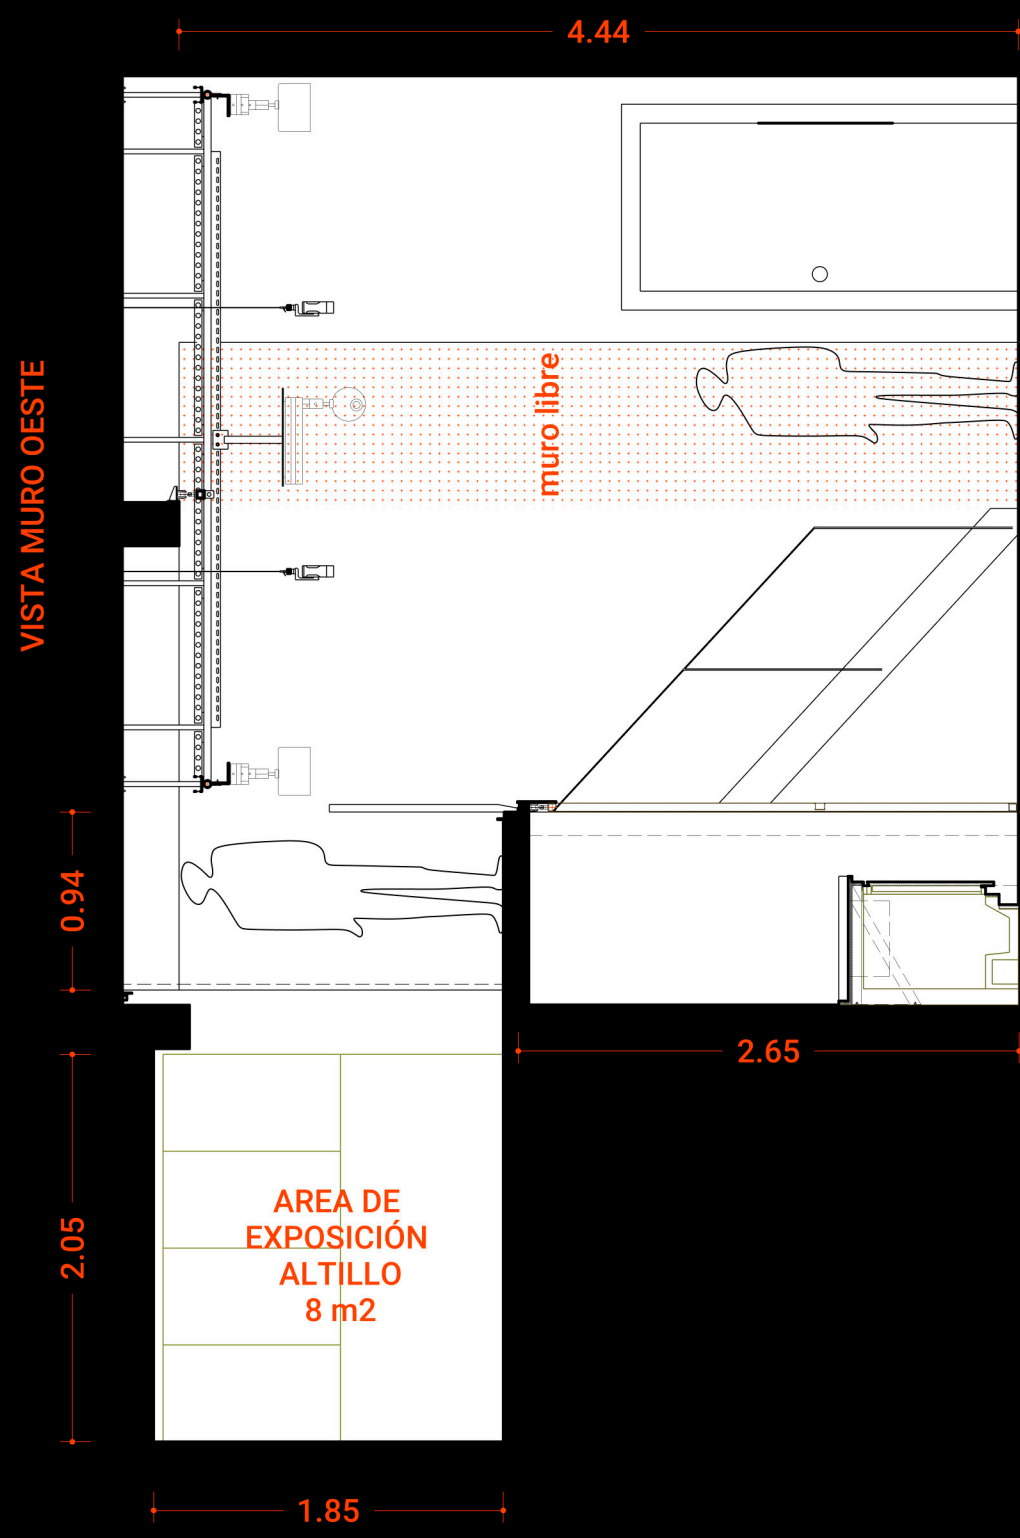 4.44
VISTA MURO OESTE
muro libre
0.94
2.65
2.05
AREA DE
EXPOSICIÓN
ALTILLO
8 m2
1.85